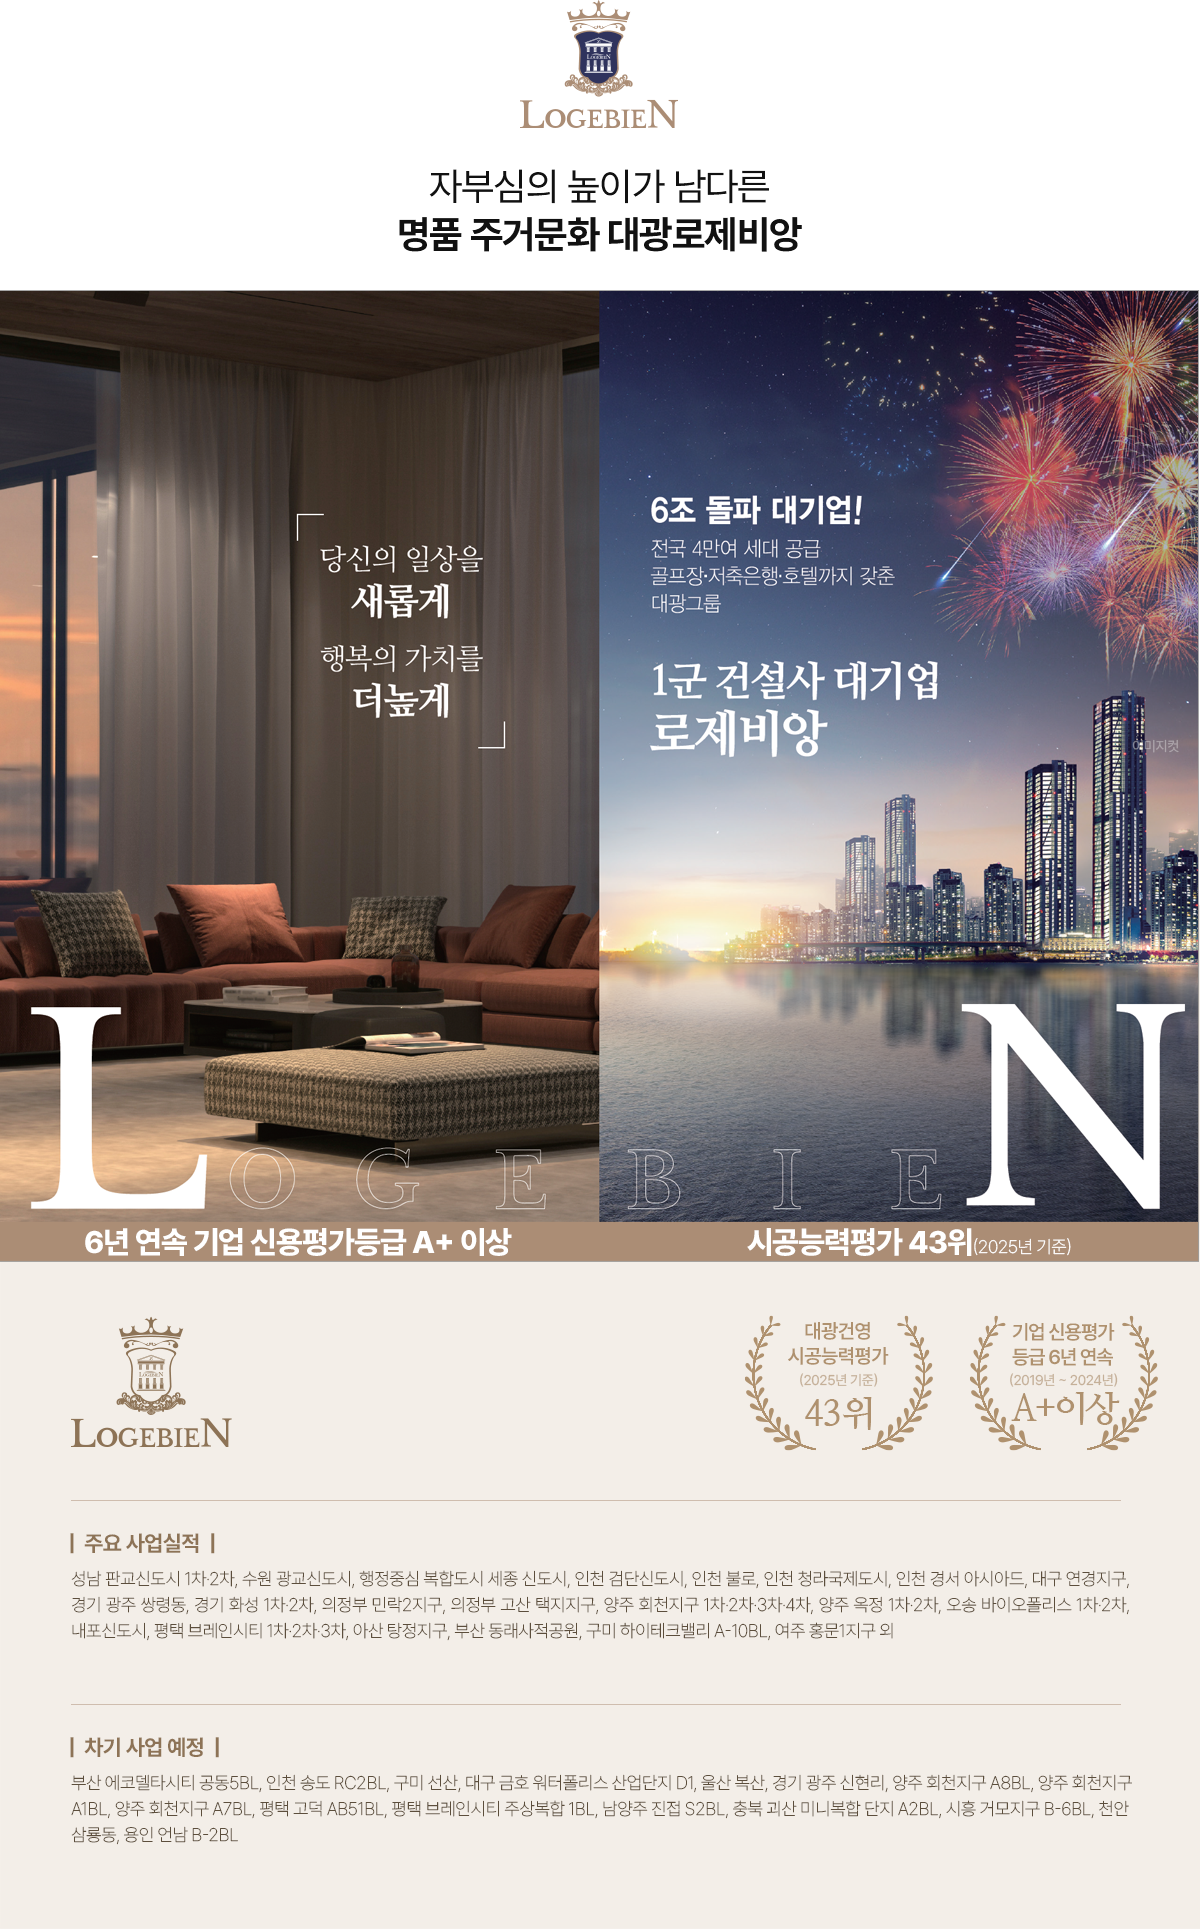 LOGEBIEN
LOGEBIEN
자부심의 높이가 남다른
명품 주거문화 대광로제비앙
당신의 일상을
새롭게
행복의 가치를
더높게
6조 돌파 대기업!
전국 4만여 세대 공급
골프장·저축은행·호텔까지 갖춘
대광그룹
1군 건설사 대기업
로제비앙
이미지컷
LOGEBIEN
6년 연속 기업 신용평가등급 A+ 이상
시공능력평가 43위(2025년 기준)
LOGEBIEN
LOGEBIEN
대광건영
시공능력평가
(2025년 기준)
43위
기업 신용평가
등급 6년 연속
(2019년 ~ 2024년)
A+이상
| 주요 사업실적 |
성남 판교신도시 1차·2차, 수원 광교신도시, 행정중심 복합도시 세종 신도시, 인천 검단신도시, 인천 불로, 인천 청라국제도시, 인천 경서 아시아드, 대구 연경지구,
경기 광주 쌍령동, 경기 화성 1차·2차, 의정부 민락2지구, 의정부 고산 택지지구, 양주 회천지구 1차·2차·3차·4차, 양주 옥정 1차·2차, 오송 바이오폴리스 1차·2차,
내포신도시, 평택 브레인시티 1차·2차·3차, 아산 탕정지구, 부산 동래사적공원, 구미 하이테크밸리 A-10BL, 여주 홍문1지구 외
| 차기 사업 예정 |
부산 에코델타시티 공동5BL, 인천 송도 RC2BL, 구미 선산, 대구 금호 워터폴리스 산업단지 D1, 울산 복산, 경기 광주 신현리, 양주 회천지구 A8BL, 양주 회천지구
A1BL, 양주 회천지구 A7BL, 평택 고덕 AB51BL, 평택 브레인시티 주상복합 1BL, 남양주 진접 S2BL, 충북 괴산 미니복합 단지 A2BL, 시흥 거모지구 B-6BL, 천안
삼룡동, 용인 언남 B-2BL